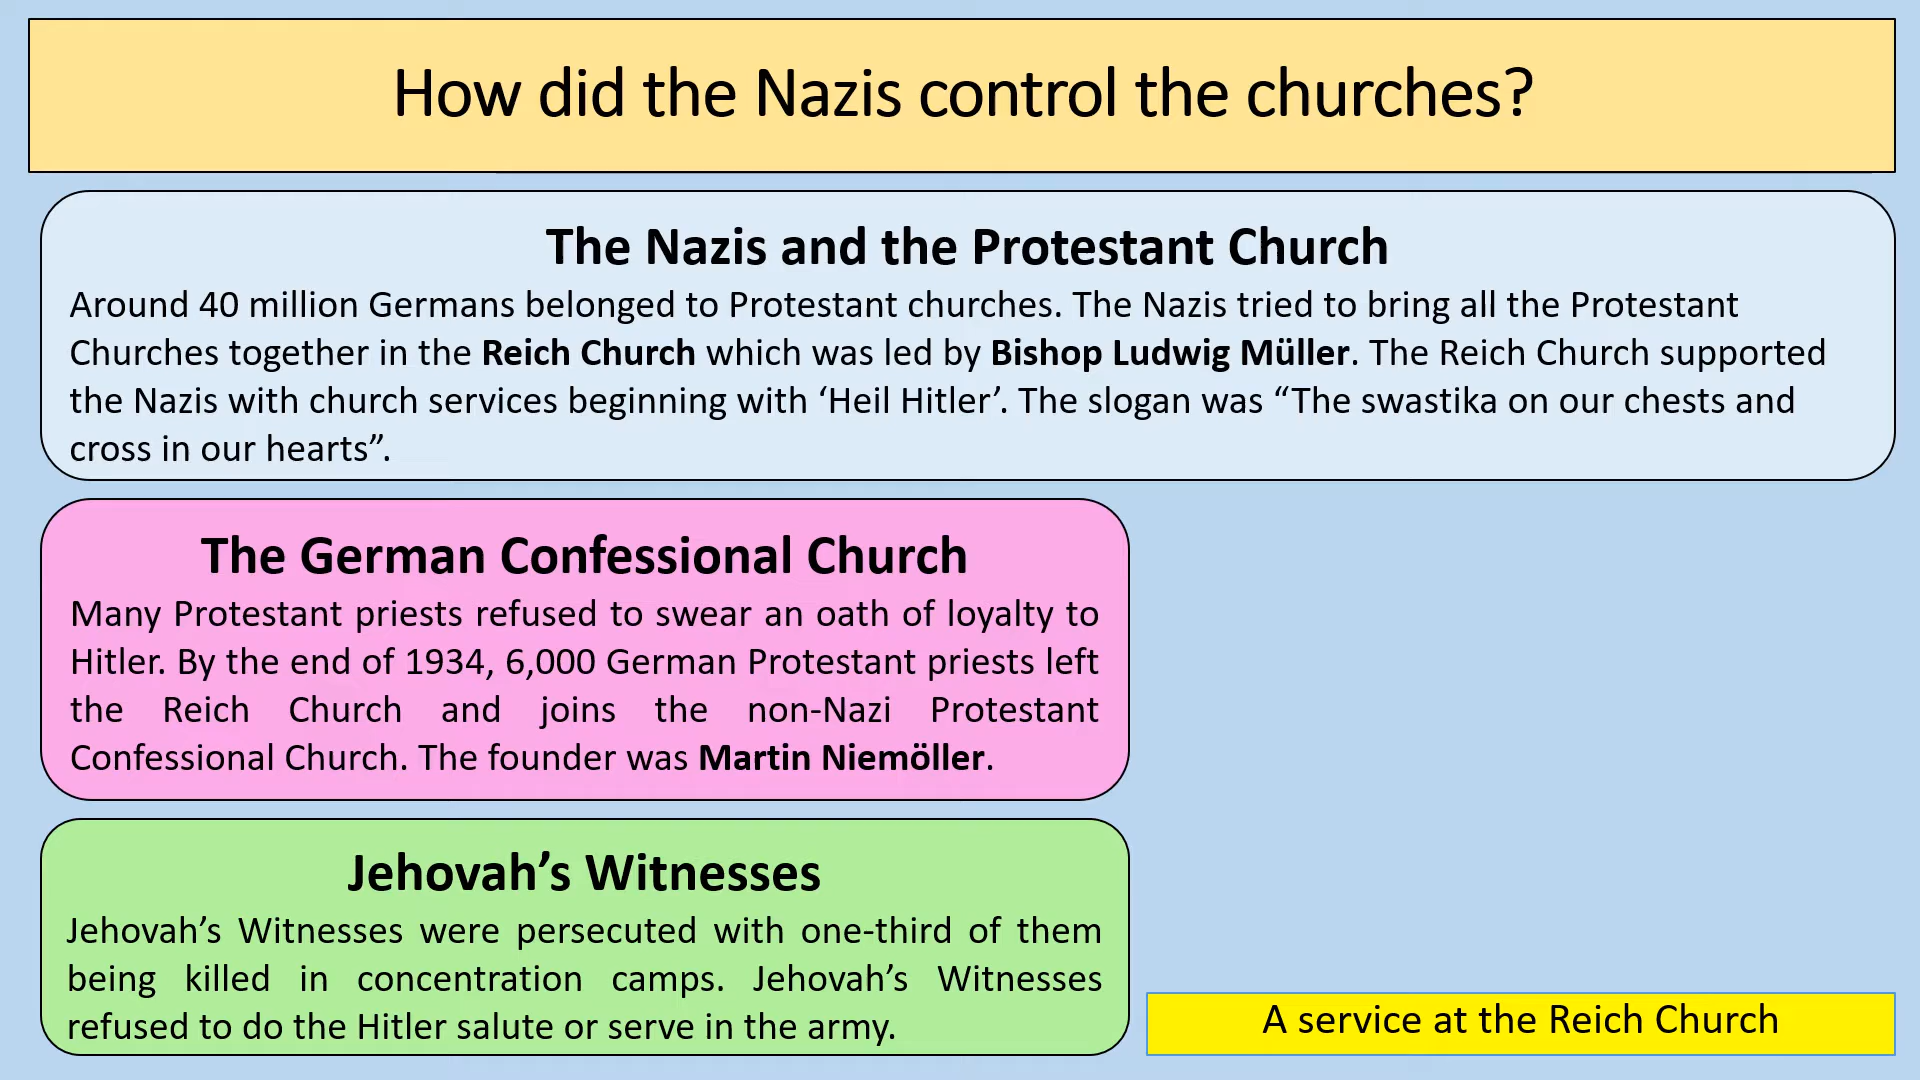 How did the Nazis control the churches?
The Nazis and the Protestant Church
Around 40 million Germans belonged to Protestant churches. The Nazis tried to bring all the Protestant
Churches together in the Reich Church which was led by Bishop Ludwig Müller. The Reich Church supported
the Nazis with church services beginning with ‘Heil Hitler’. The slogan was “The swastika on our chests and
cross in our hearts”.
The German Confessional Church
Many Protestant priests refused to swear an oath of loyalty to
Hitler. By the end of 1934, 6,000 German Protestant priests left
the Reich Church and joins the non-Nazi Protestant
Confessional Church. The founder was Martin Niemöller.
Jehovah’s Witnesses
Jehovah’s Witnesses were persecuted with one-third of them
being killed in concentration camps. Jehovah’s Witnesses
refused to do the Hitler salute or serve in the army.
A service at the Reich Church